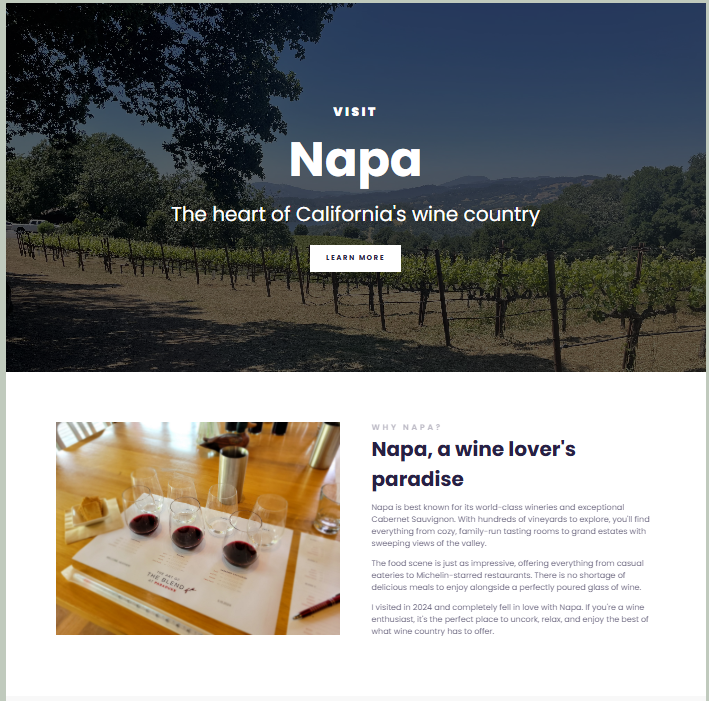 VISIT
Napa
The heart of California's wine country
LEARN MORE
WHY NAPA?
Napa, a wine lover's
paradise
Napa is best known for its world-class wineries and exceptional
Cabernet Sauvignon. With hundreds of vineyards to explore, you'll find
everything from cozy, family-run tasting rooms to grand estates with
sweeping views of the valley.
The food scene is just as impressive, offering everything from casual
eateries to Michelin-starred restaurants. There is no shortage of
delicious to enjoy alongside a perfectly poured glass of wine.
I visited in 2024 and completely fell in love with Napa. If you're a wine
enthusiast, it's the perfect place to uncork, relax, and enjoy the best of
what wine country has to offer.
THE ART OF
THE BLEND